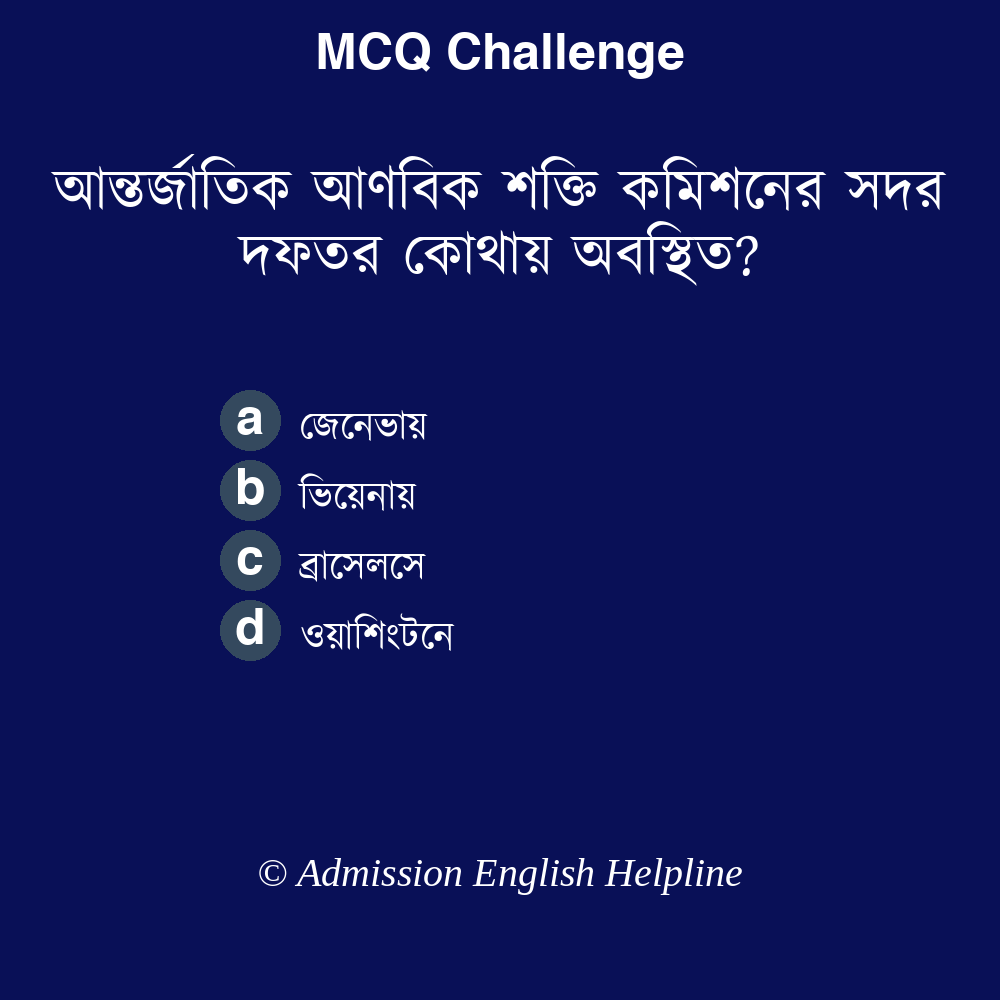 MCQ Challenge
আন্তর্জাতিক আণবিক শক্তি কমিশনের সদর
দফতর কোথায় অবস্থিত?
a জেনেভায়
b ভিয়েনায়
c ব্রাসেলসে
d ওয়াশিংটনে
© Admission English Helpline